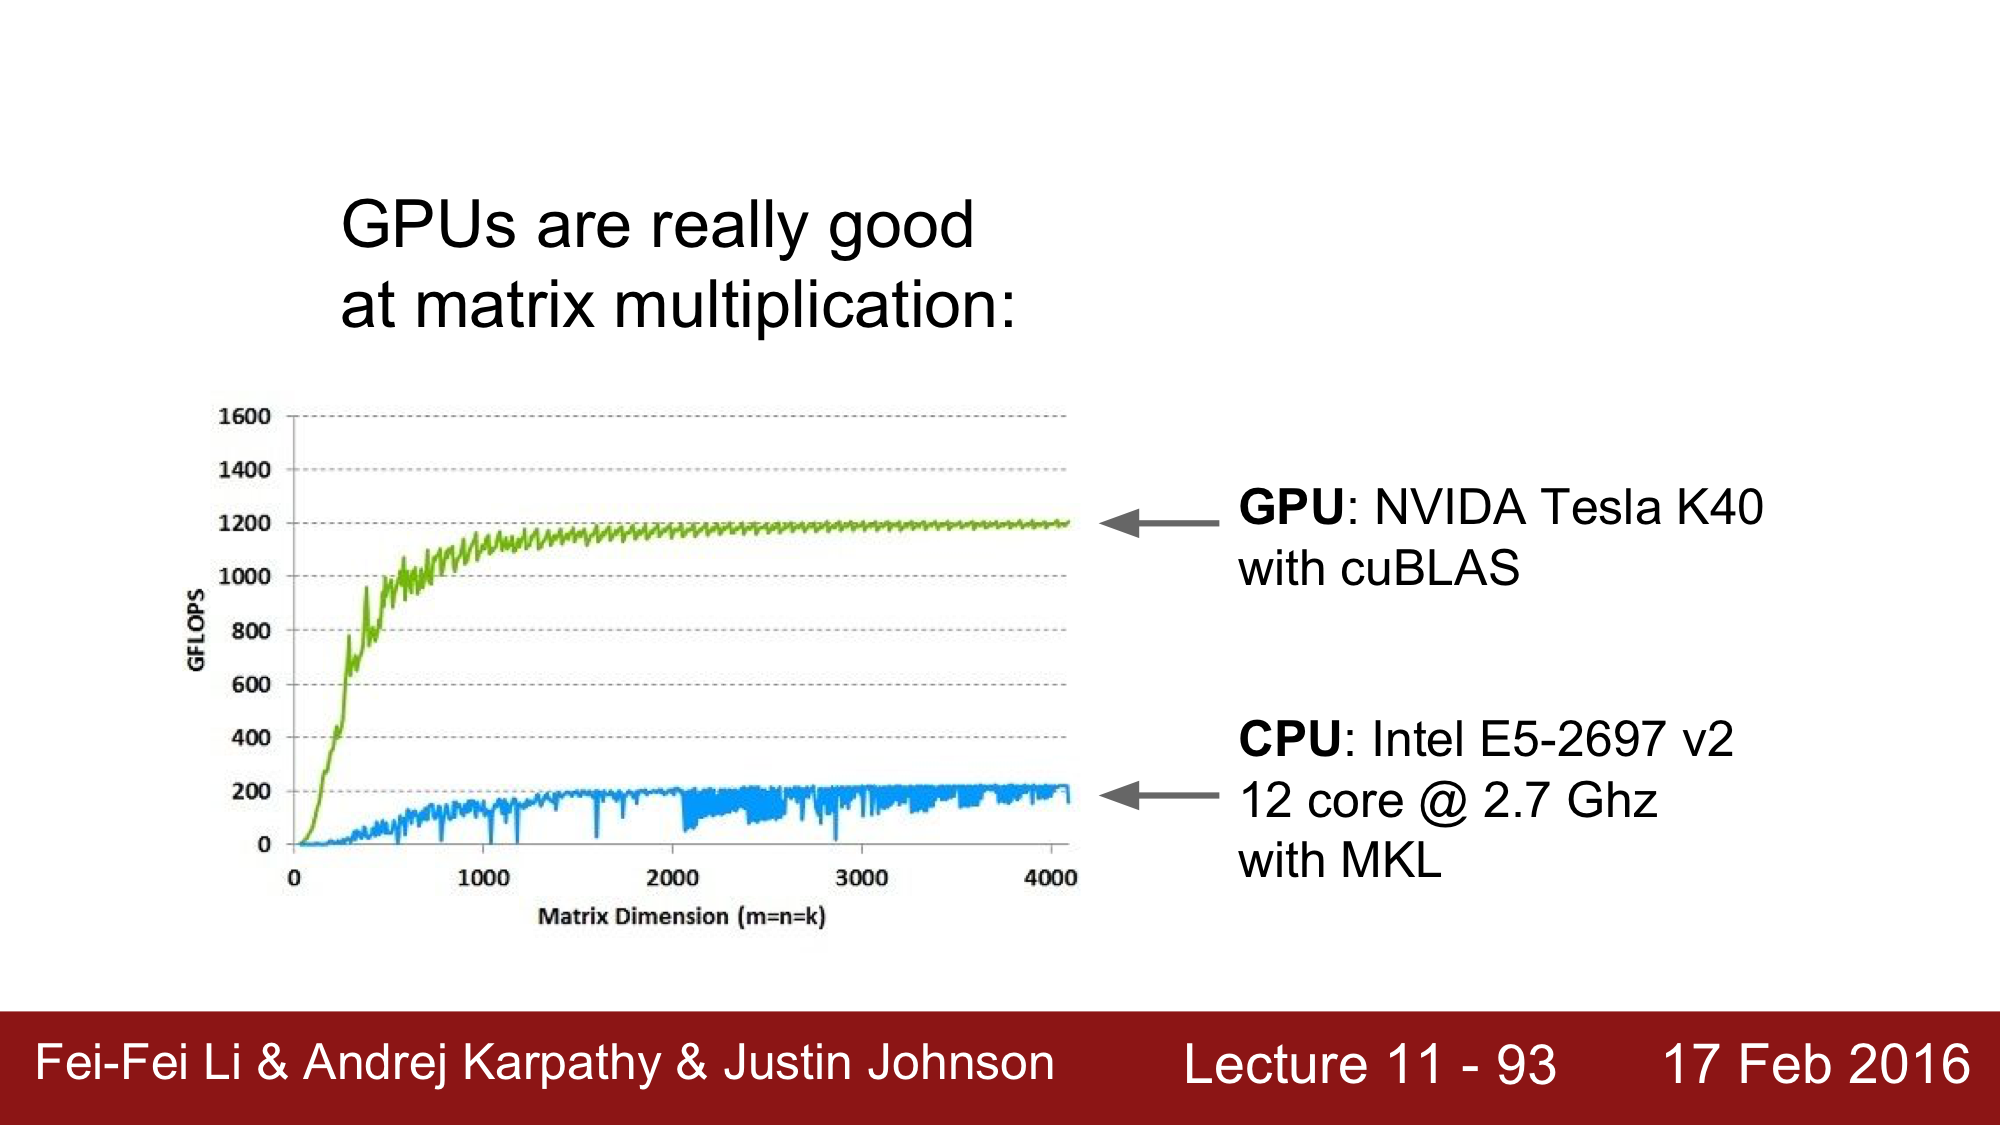 GPUs are really good
at matrix multiplication:
1600
1400
1200
1000
800
600
400
200
0
GFLOPS
0 1000 2000 3000 4000
Matrix Dimension (m=n=k)
GPU: NVIDA Tesla K40
with cuBLAS
CPU: Intel E5-2697 v2
12 core @ 2.7 Ghz
with MKL
Fei-Fei Li & Andrej Karpathy & Justin Johnson Lecture 11 - 93 17 Feb 2016